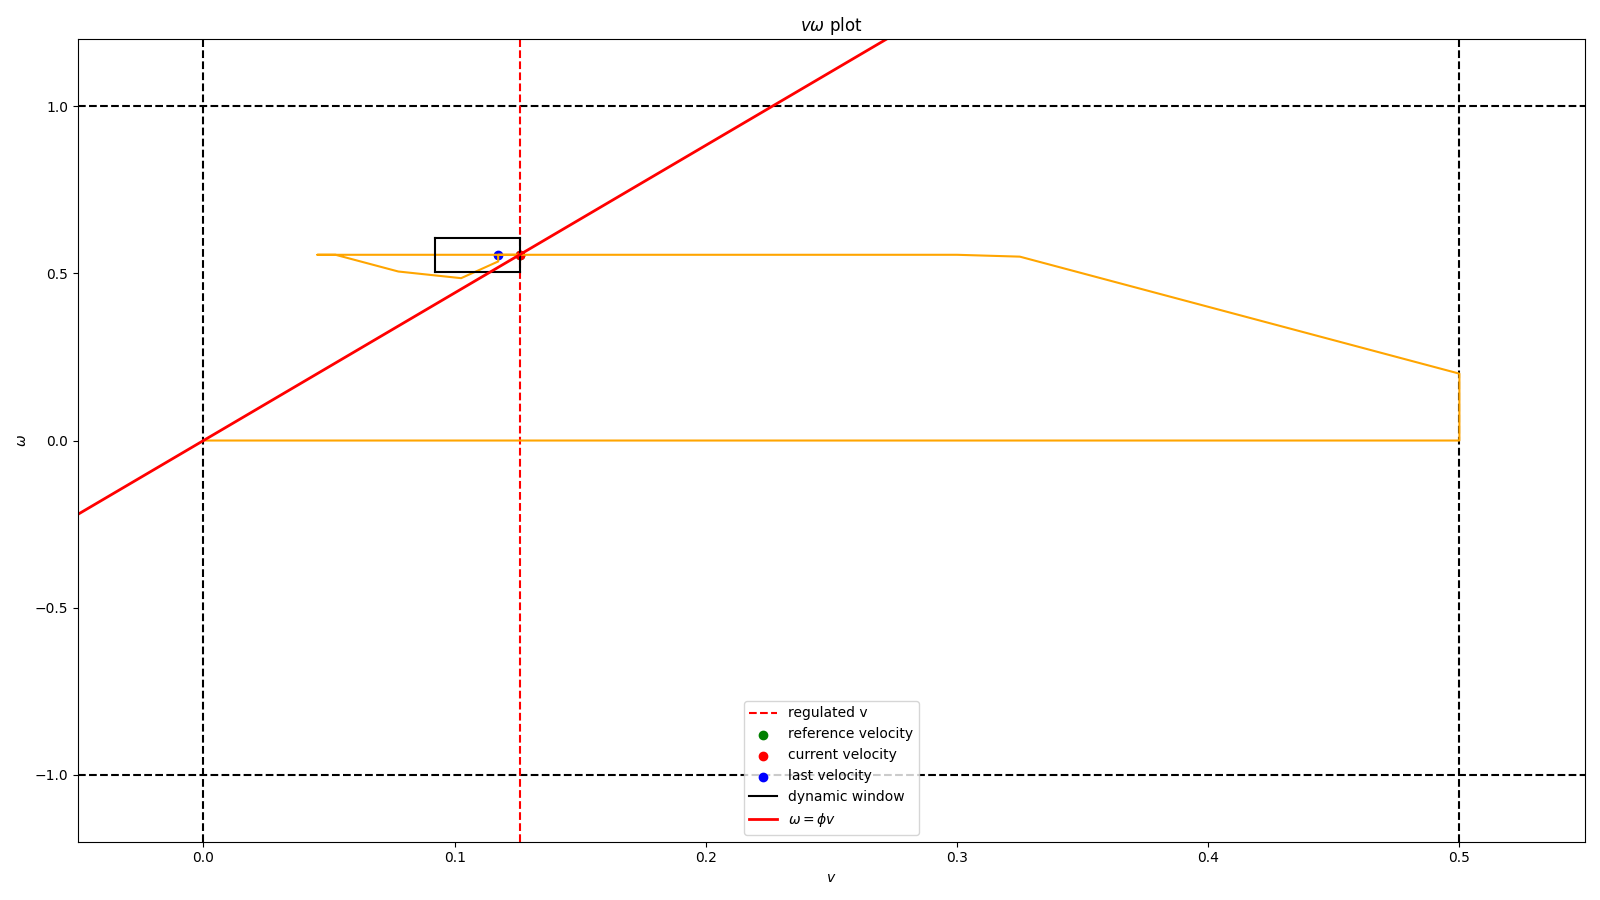 vω plot
1.0
0.5
0.0
−0.5
−1.0
ω
regulated v
reference velocity
current velocity
last velocity
dynamic window
ω = ϕv
0.0 0.1 0.2 0.3 0.4 0.5
v